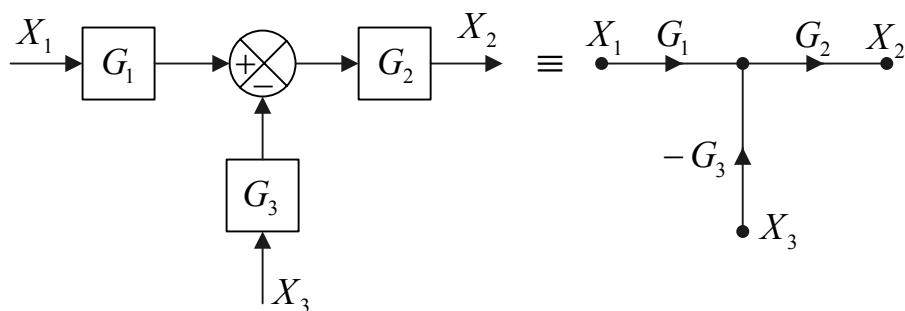 X₁ G₁ + − G₂ X₂
G₃
X₃
≡
X₁ G₁ G₂ X₂
− G₃
X₃